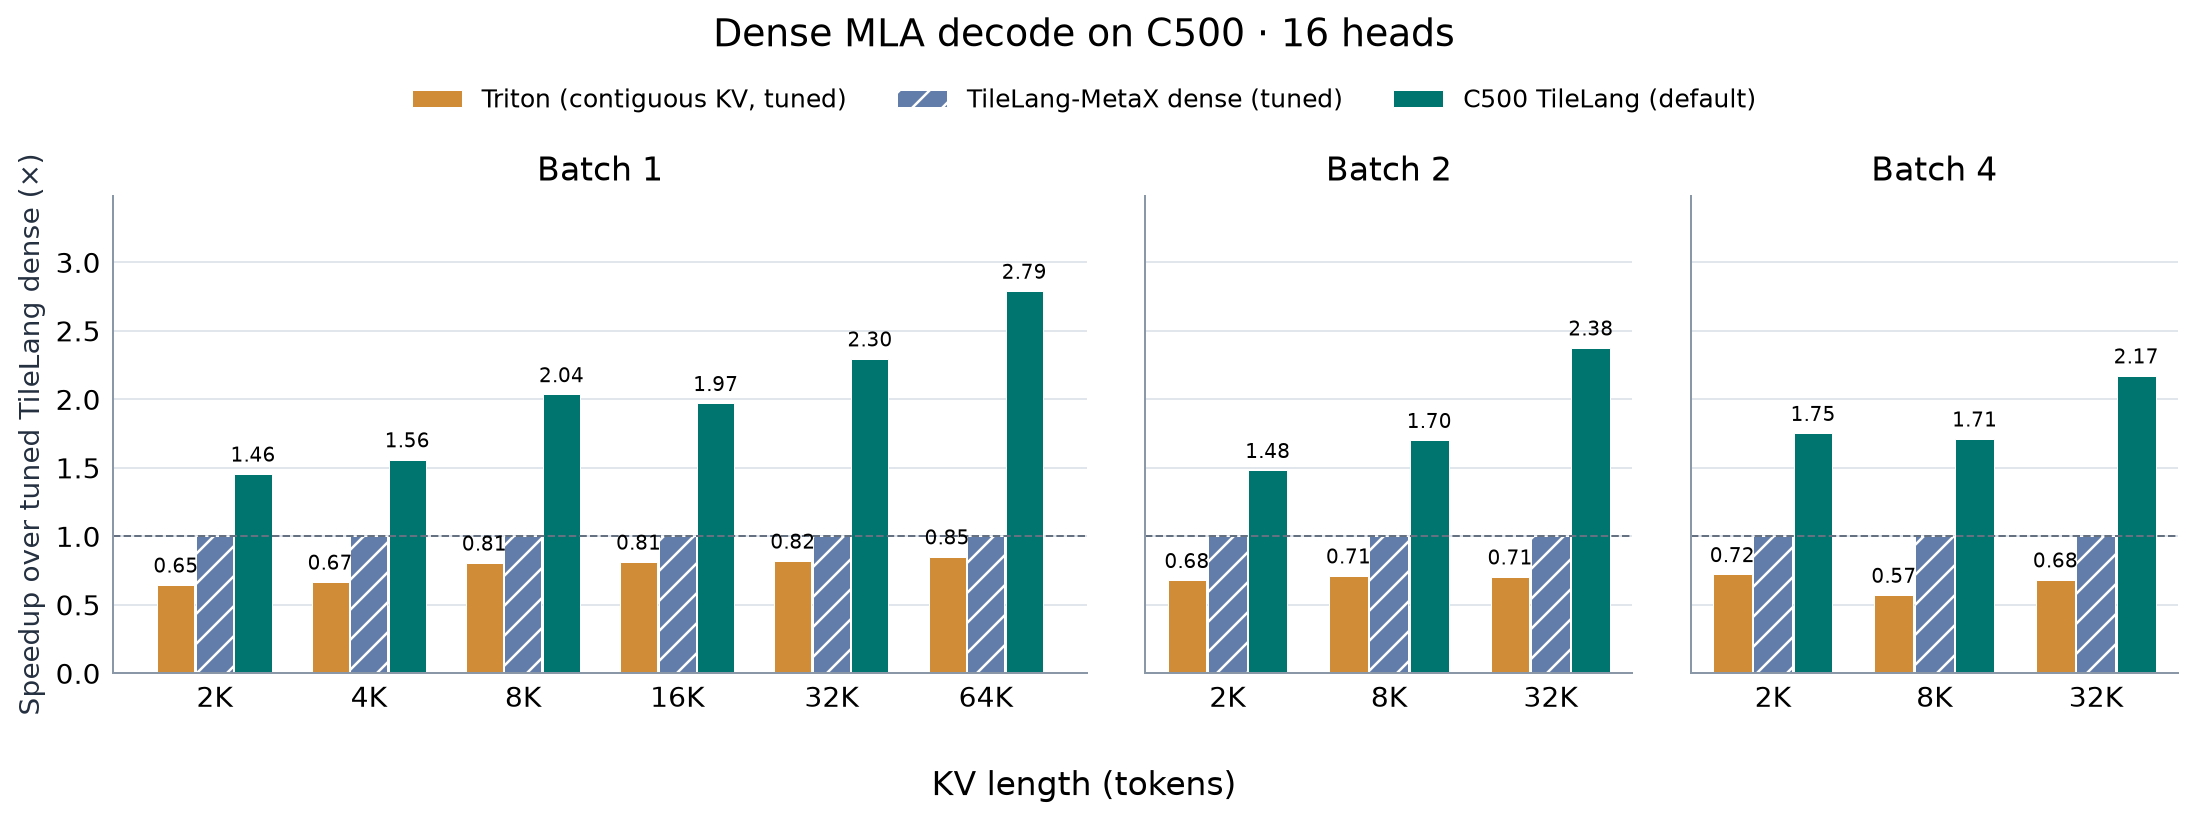 Dense MLA decode on C500 · 16 heads
Triton (contiguous KV, tuned) TileLang-MetaX dense (tuned) C500 TileLang (default)
Speedup over tuned TileLang dense (×)
Batch 1
3.0
2.5
2.0
1.5
1.0
0.5
0.0
0.65 1.46
0.67 1.56
0.81 2.04
0.81 1.97
0.82 2.30
0.85 2.79
2K 4K 8K 16K 32K 64K
Batch 2
0.68 1.48
0.71 1.70
0.71 2.38
2K 8K 32K
Batch 4
0.72 1.75
0.57 1.71
0.68 2.17
2K 8K 32K
KV length (tokens)